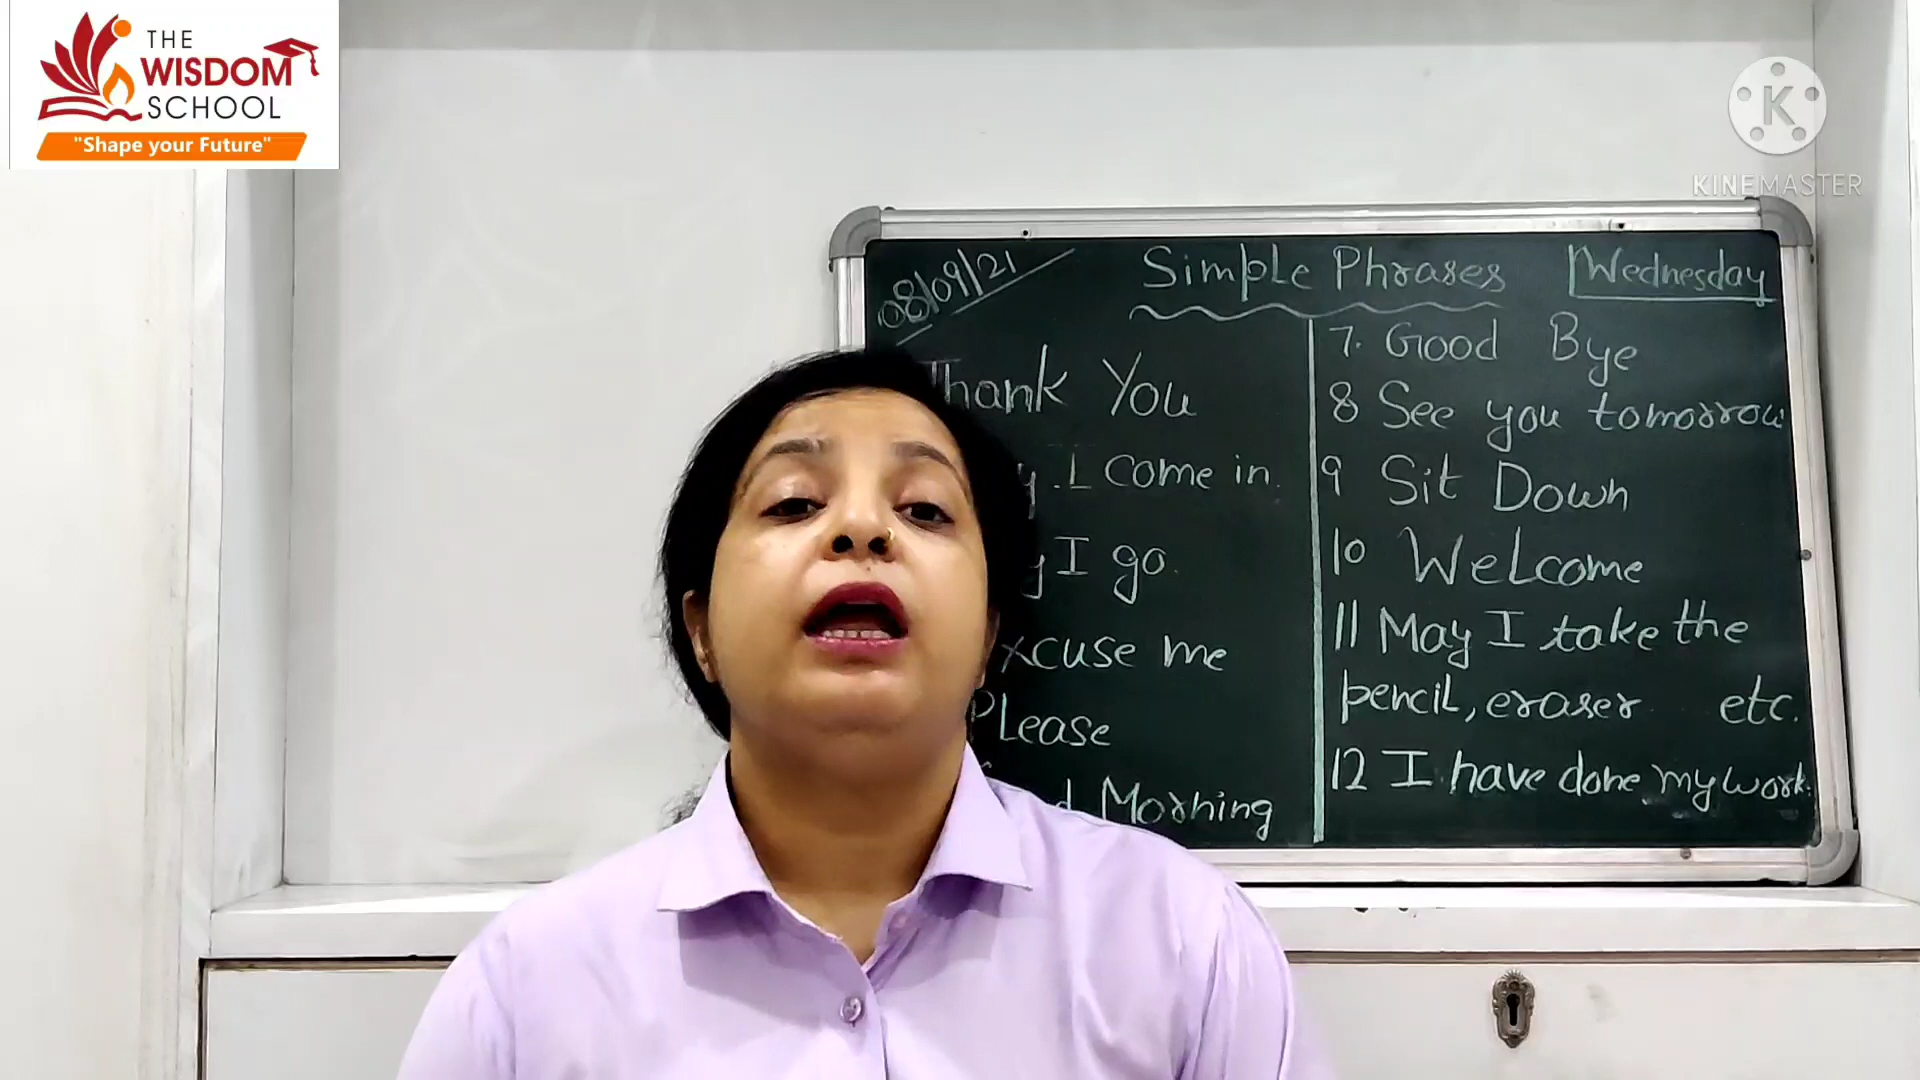 THE
WISDOM
SCHOOL
"Shape your Future"
K
KINEMASTER
08/09/21
Simple Phrases
Wednesday
Thank You
I Come in.
I go.
Excuse me
Please
Morning
7. Good Bye
8 See you tomorrow
9 Sit Down
10 Welcome
11 May I take the
pencil, eraser etc.
12 I have done my work.